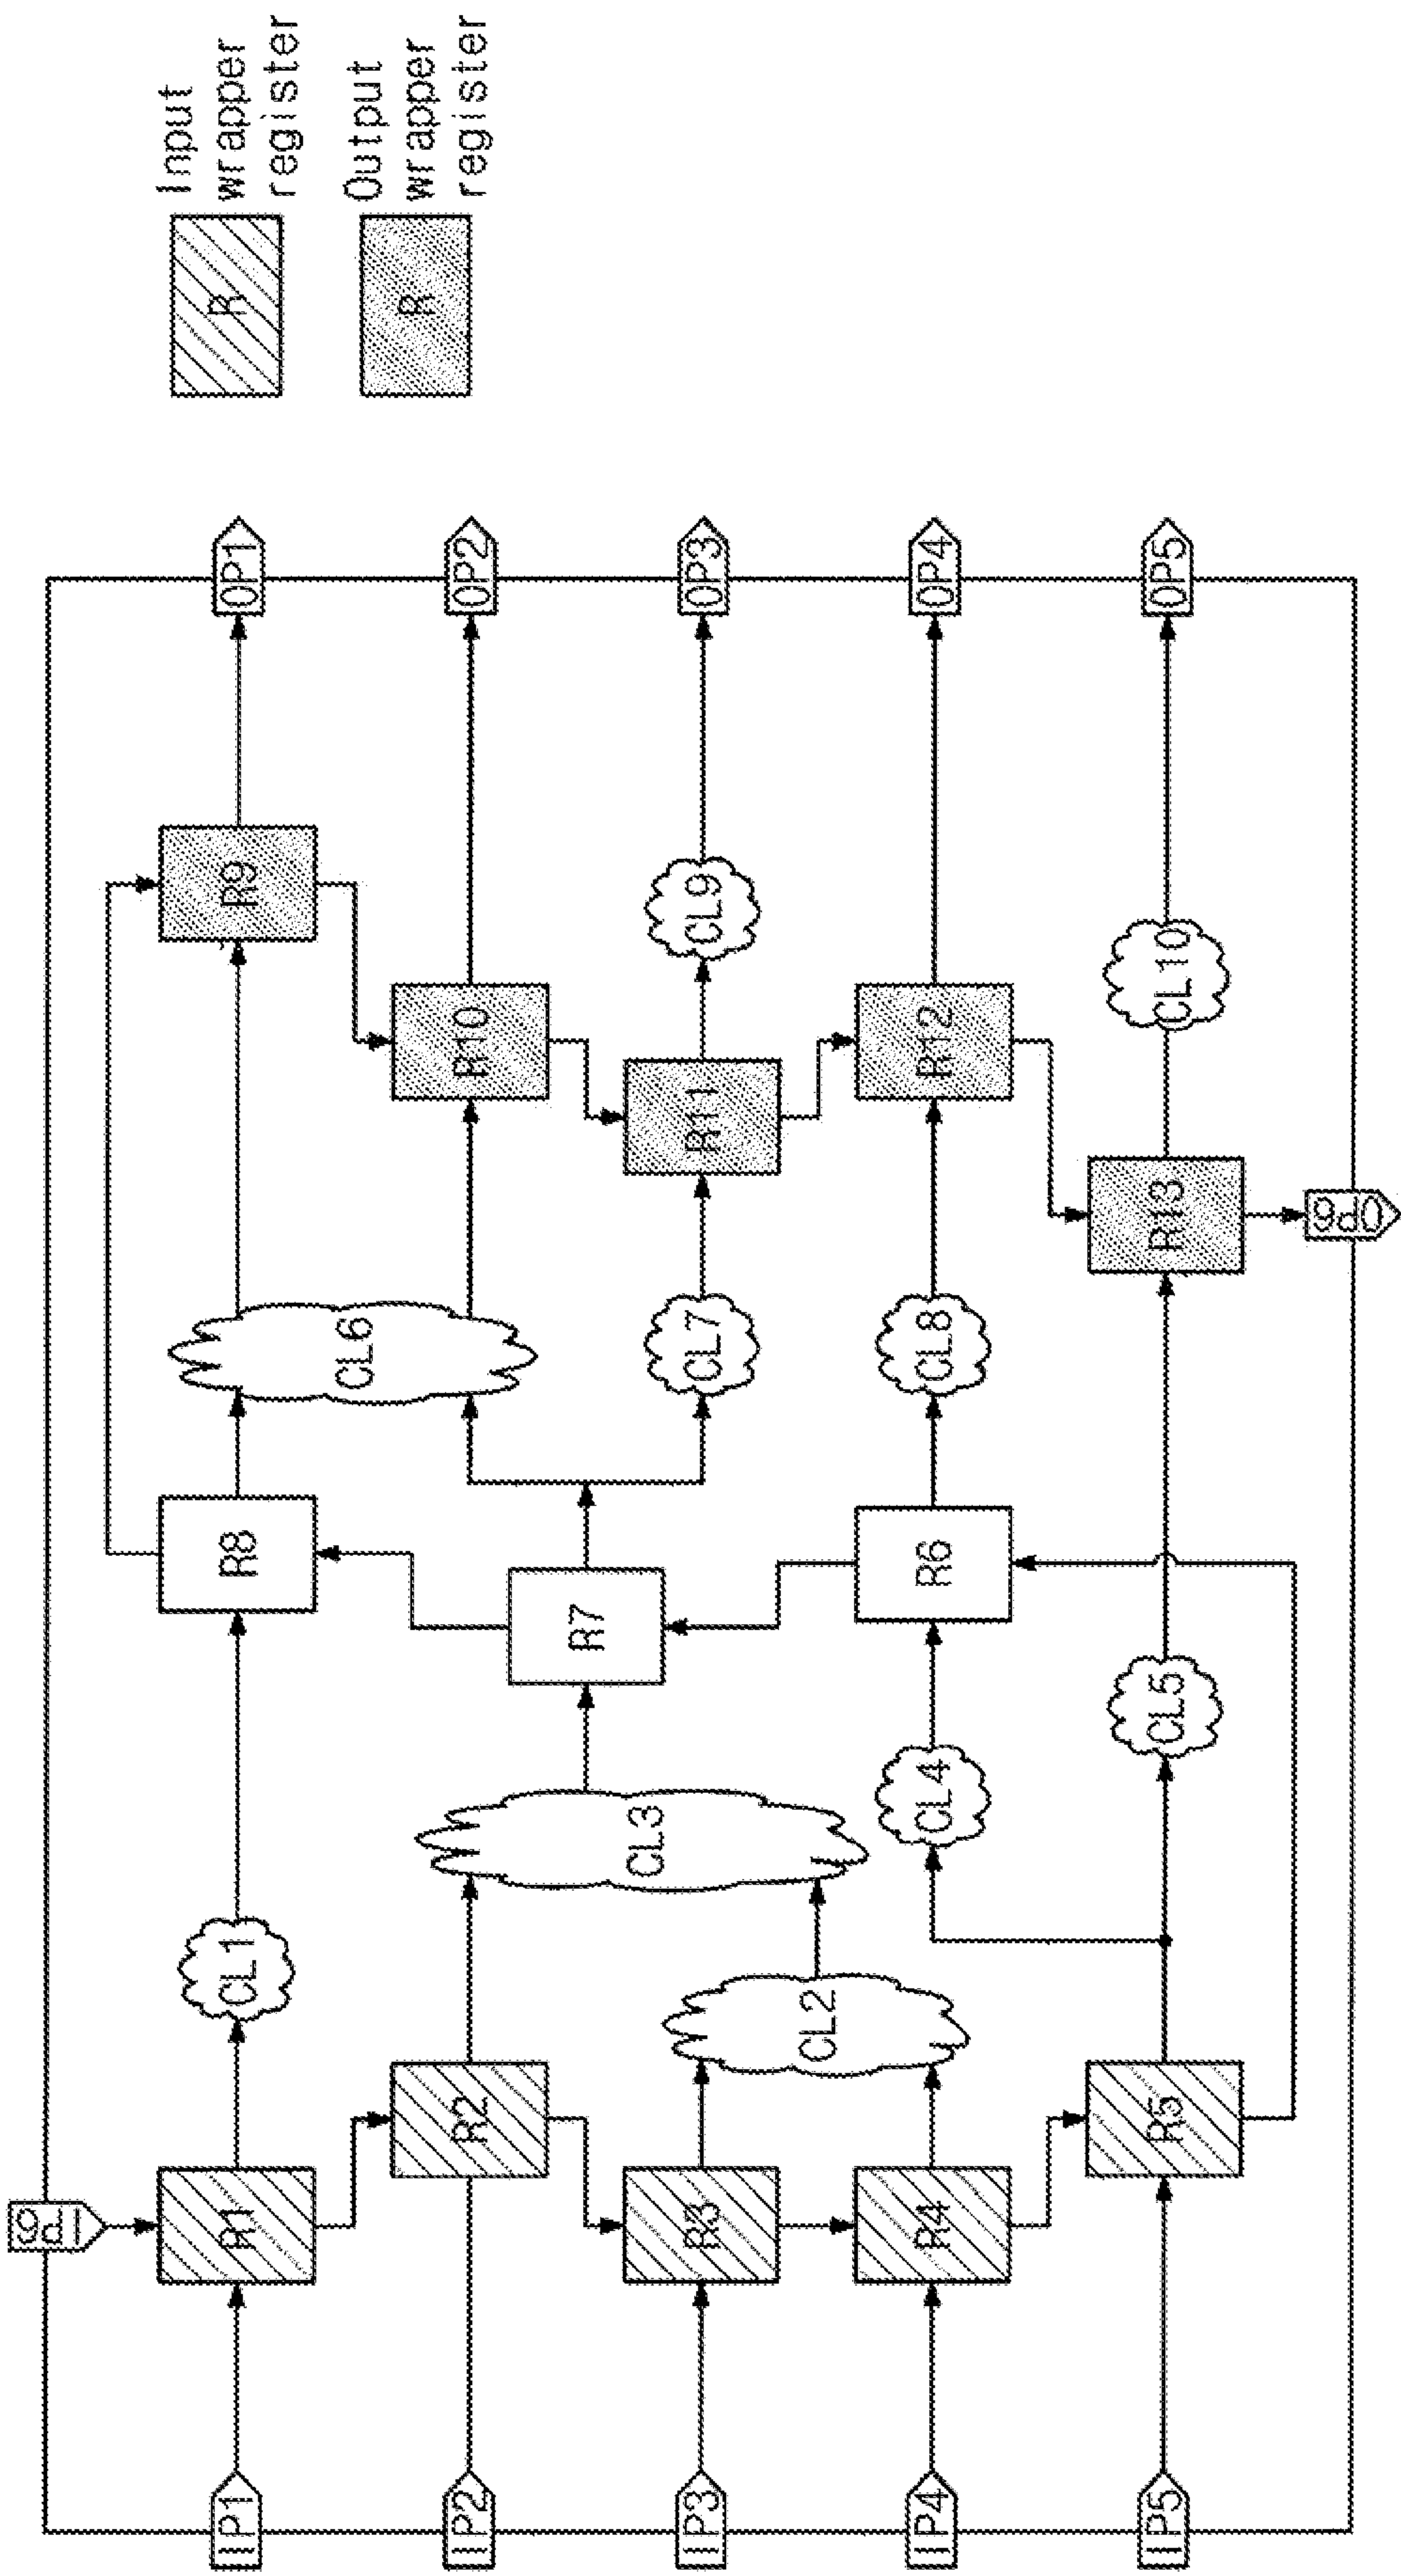 Input
wrapper
register
Output
wrapper
register
R
R
IP6
IP1
R1
CL1
R8
CL6
R9
OP1
IP2
R2
CL3
R7
R10
OP2
IP3
R3
CL2
CL7
R11
CL9
OP3
IP4
R4
CL4
R6
CL8
R12
OP4
IP5
R5
CL5
R13
CL10
OP5
OP6